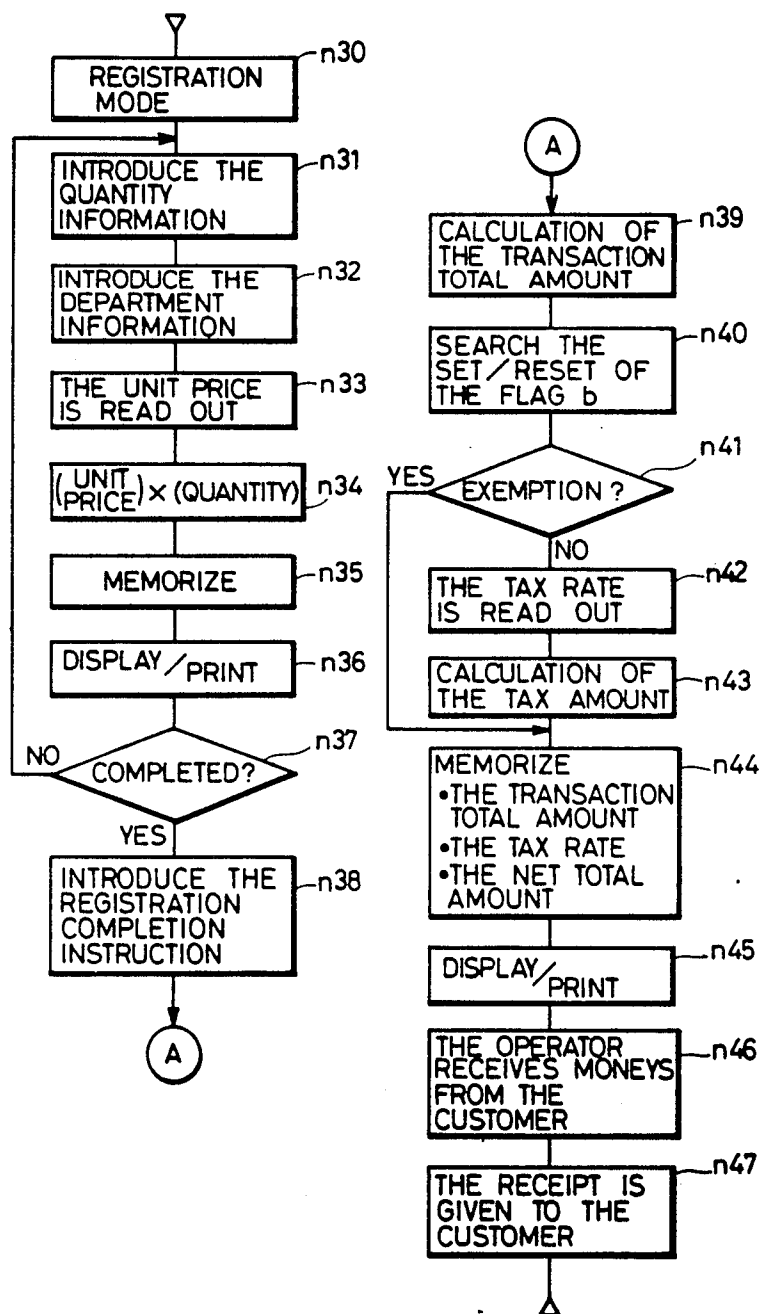 n30
REGISTRATION
MODE
n31
INTRODUCE THE
QUANTITY
INFORMATION
n32
INTRODUCE THE
DEPARTMENT
INFORMATION
n33
THE UNIT PRICE
IS READ OUT
n34
(UNIT
PRICE) × (QUANTITY)
n35
MEMORIZE
n36
DISPLAY/PRINT
n37
NO
COMPLETED?
YES
n38
INTRODUCE THE
REGISTRATION
COMPLETION
INSTRUCTION
A
A
n39
CALCULATION OF
THE TRANSACTION
TOTAL AMOUNT
n40
SEARCH THE
SET/RESET OF
THE FLAG b
n41
YES
EXEMPTION?
NO
n42
THE TAX RATE
IS READ OUT
n43
CALCULATION OF
THE TAX AMOUNT
n44
MEMORIZE
•THE TRANSACTION
TOTAL AMOUNT
•THE TAX RATE
•THE NET TOTAL
AMOUNT
n45
DISPLAY/PRINT
n46
THE OPERATOR
RECEIVES MONEYS
FROM THE
CUSTOMER
n47
THE RECEIPT IS
GIVEN TO THE
CUSTOMER